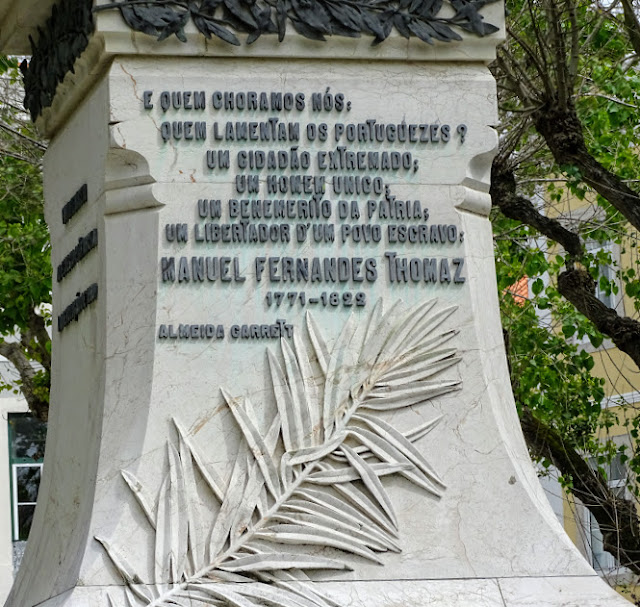 E QUEM CHORAMOS NÓS;
QUEM LAMENTAM OS PORTUGUEZES ?
UM CIDADÃO EXTREMADO;
UM HOMEM UNICO;
UM BENEMERITO DA PATRIA;
UM LIBERTADOR D'UM POVO ESCRAVO;
MANUEL FERNANDES THOMAZ
1771-1822
ALMEIDA GARRETT